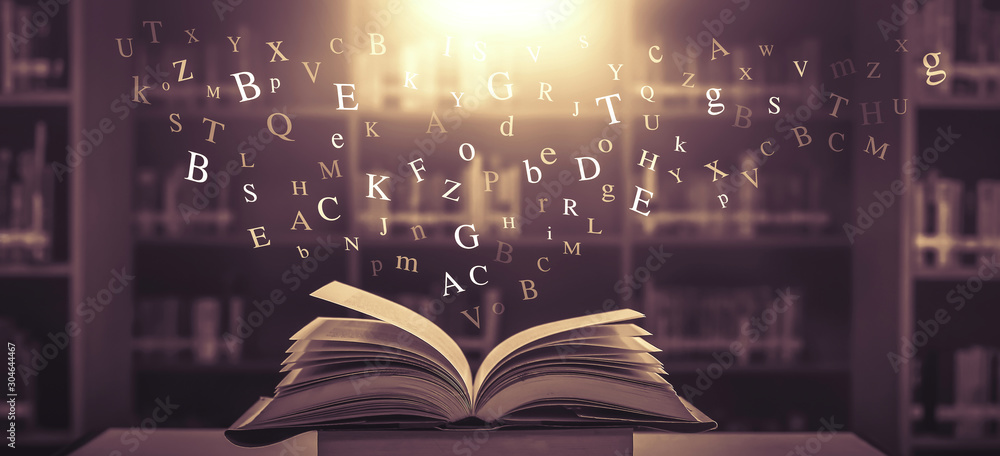 U T X Y X C B I S V S C A W X
K O Z M B P V E K Y G R J Y T Q R X g S V M Z g
S T Q e K A d U B C B T C H U M
B L M F o e D o H k X V
S H A C K Z P b r R g E Y p
E b N J n G H B i M L
p m A C C B V o
Adobe Stock | #304644467